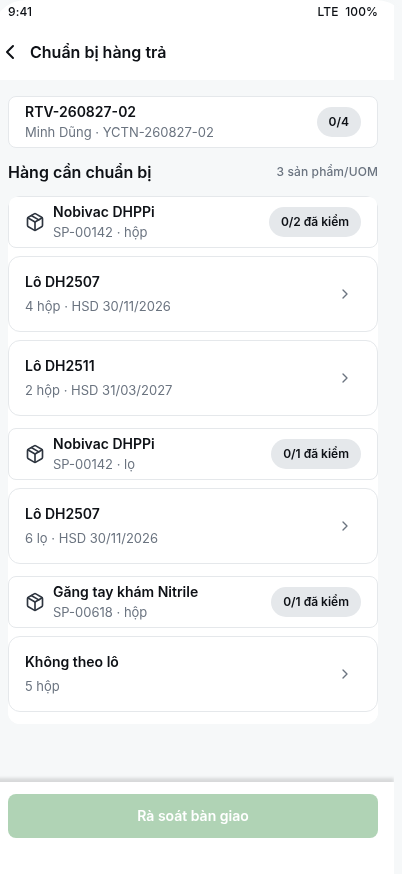 9:41 LTE 100%
Chuẩn bị hàng trả
RTV-260827-02
Minh Dũng · YCTN-260827-02
0/4
Hàng cần chuẩn bị
3 sản phẩm/UOM
Nobivac DHPPi
SP-00142 · hộp
0/2 đã kiểm
Lô DH2507
4 hộp · HSD 30/11/2026
Lô DH2511
2 hộp · HSD 31/03/2027
Nobivac DHPPi
SP-00142 · lọ
0/1 đã kiểm
Lô DH2507
6 lọ · HSD 30/11/2026
Găng tay khám Nitrile
SP-00618 · hộp
0/1 đã kiểm
Không theo lô
5 hộp
Rà soát bàn giao